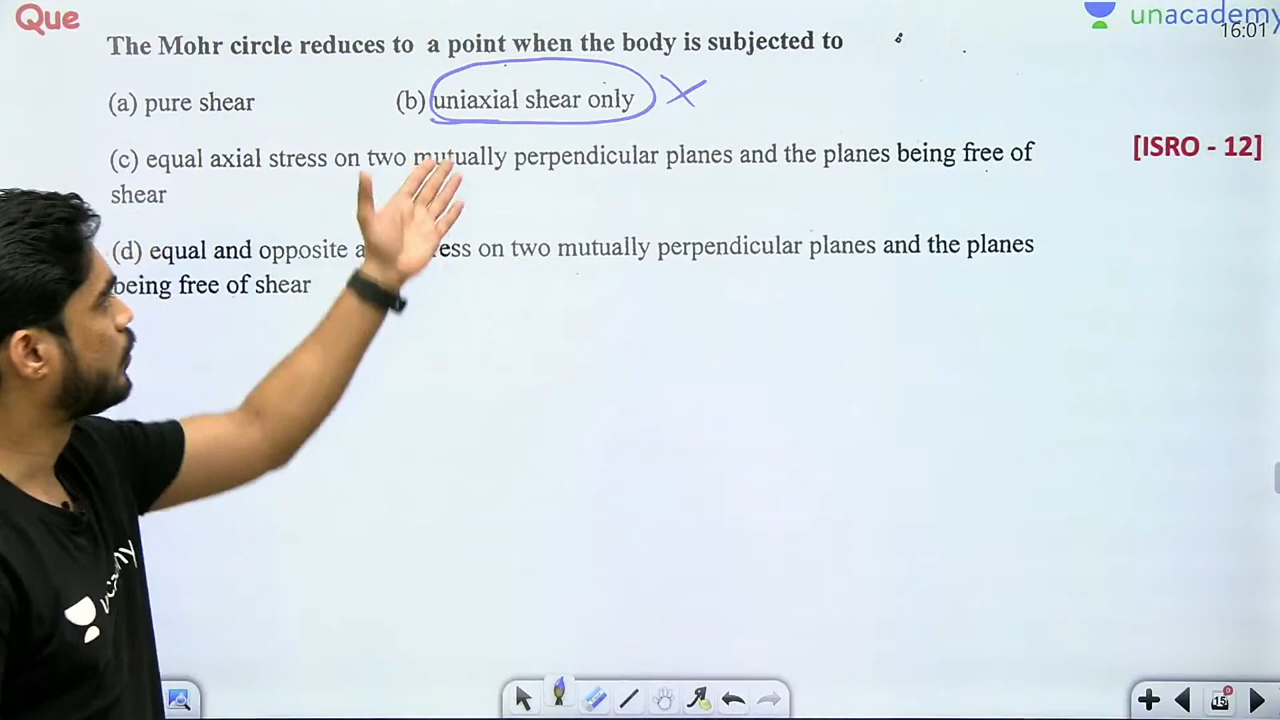 Que
unacademy
16:01
The Mohr circle reduces to a point when the body is subjected to
(a) pure shear
(b) uniaxial shear only
(c) equal axial stress on two mutually perpendicular planes and the planes being free of
shear
[ISRO - 12]
(d) equal and opposite a ess on two mutually perpendicular planes and the planes
being free of shear
15